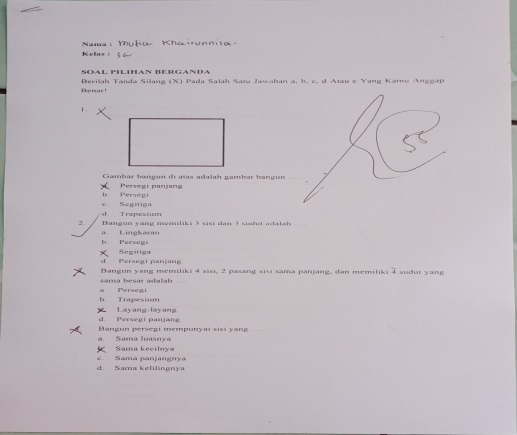 Nama : Mutia Khairunnisa.
Kelas : 5a
SOAL PILIHAN BERGANDA
Berilah Tanda Silang (X) Pada Salah Satu Jawaban a, b, c, d Atau e Yang Kamu Anggap
Benar!
1.
55
Gambar bangun di atas adalah gambar bangun ....
Persegi panjang
b. Persegi
c. Segitiga
d. Trapesium
2. Bangun yang memiliki 3 sisi dan 3 sudut adalah ....
a. Lingkaran
b. Persegi
Segitiga
d. Persegi panjang
Bangun yang memiliki 4 sisi, 2 pasang sisi sama panjang, dan memiliki 4 sudut yang
sama besar adalah ....
a. Persegi
b. Trapesium
Layang-layang
d. Persegi panjang
Bangun persegi mempunyai sisi yang ....
a. Sama luasnya
Sama kecilnya
c. Sama panjangnya
d. Sama kelilingnya